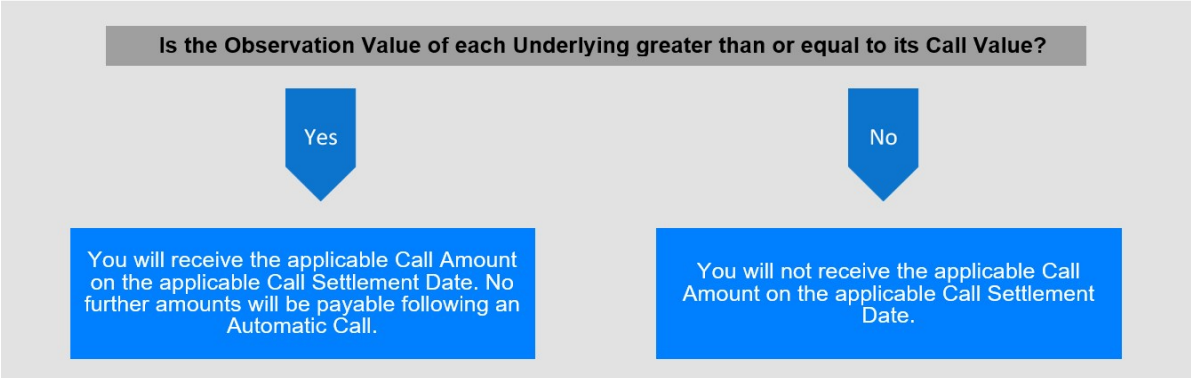 Is the Observation Value of each Underlying greater than or equal to its Call Value?
Yes
No
You will receive the applicable Call Amount
on the applicable Call Settlement Date. No
further amounts will be payable following an
Automatic Call.
You will not receive the applicable Call
Amount on the applicable Call Settlement
Date.